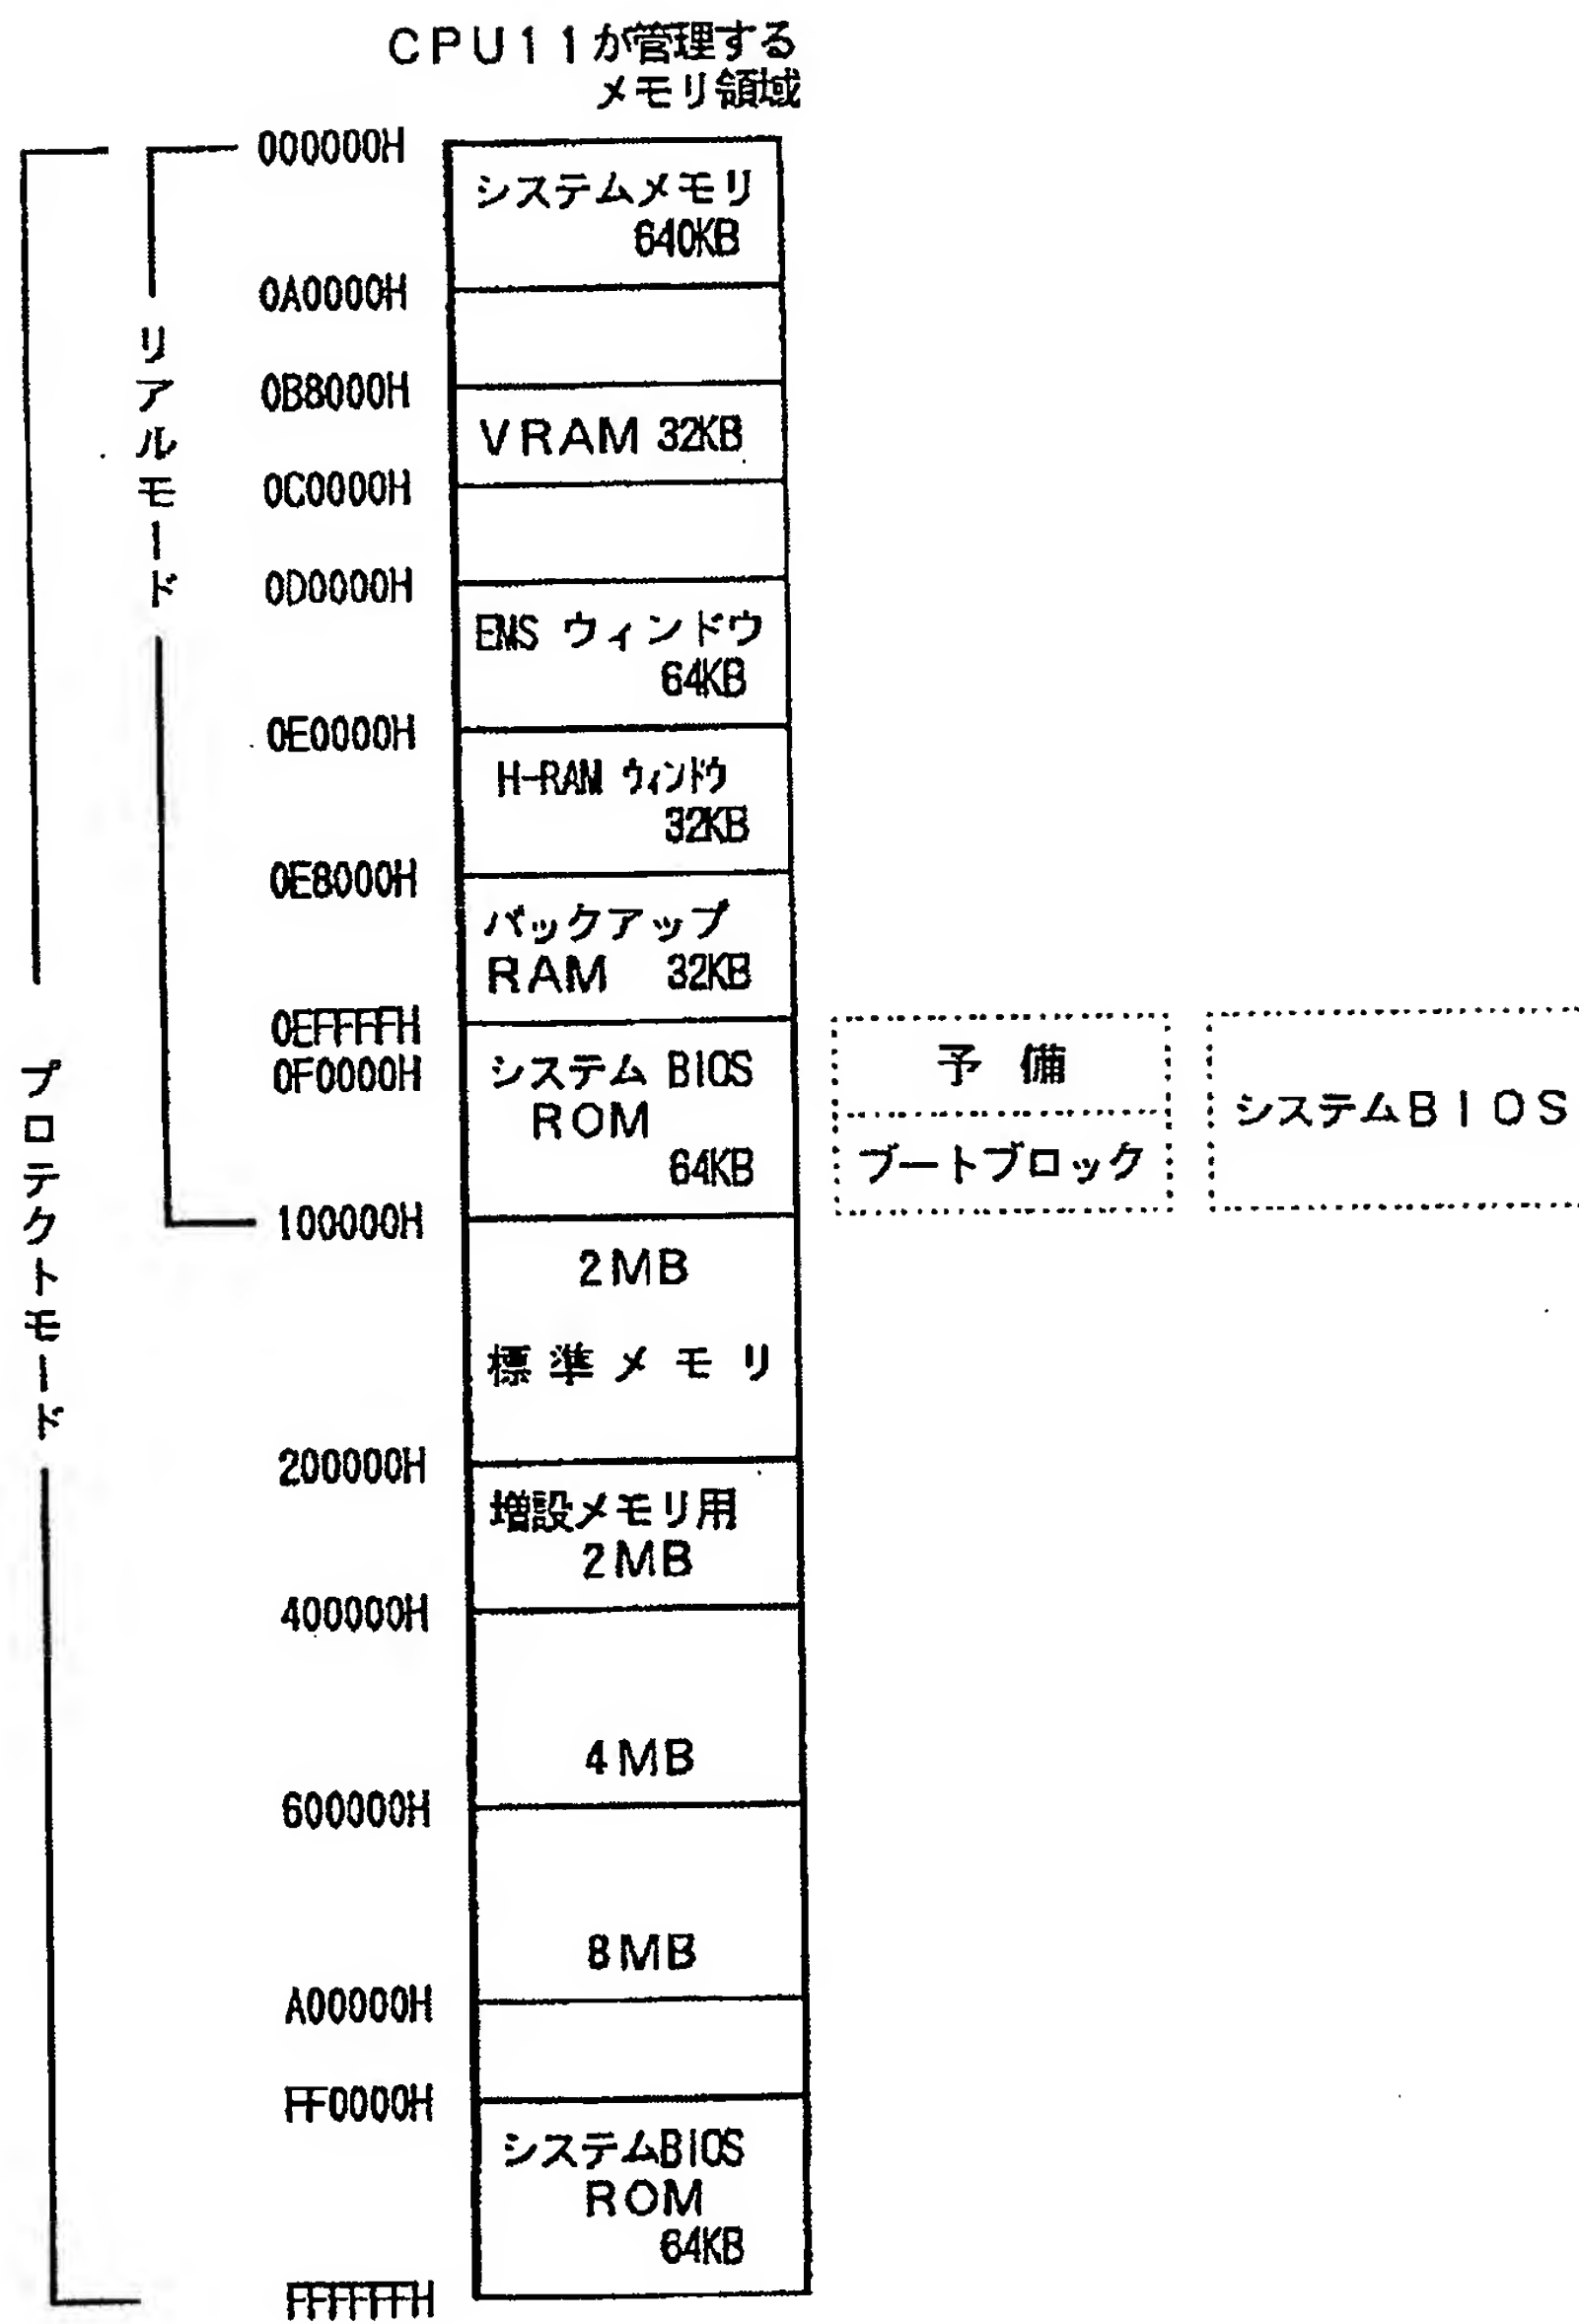 CPU11が管理する
メモリ領域
000000H
システムメモリ
640KB
0A0000H
リアルモード
0B8000H
VRAM 32KB
0C0000H
0D0000H
EMS ウィンドウ
64KB
0E0000H
H-RAM ウィンドウ
32KB
0E8000H
バックアップ
RAM 32KB
0EFFFFH
0F0000H
システム BIOS
ROM
64KB
予備
ブートブロック
システムBIOS
プロテクトモード
100000H
2MB
標準メモリ
200000H
増設メモリ用
2MB
400000H
4MB
600000H
8MB
A00000H
FF0000H
システムBIOS
ROM
64KB
FFFFFFH